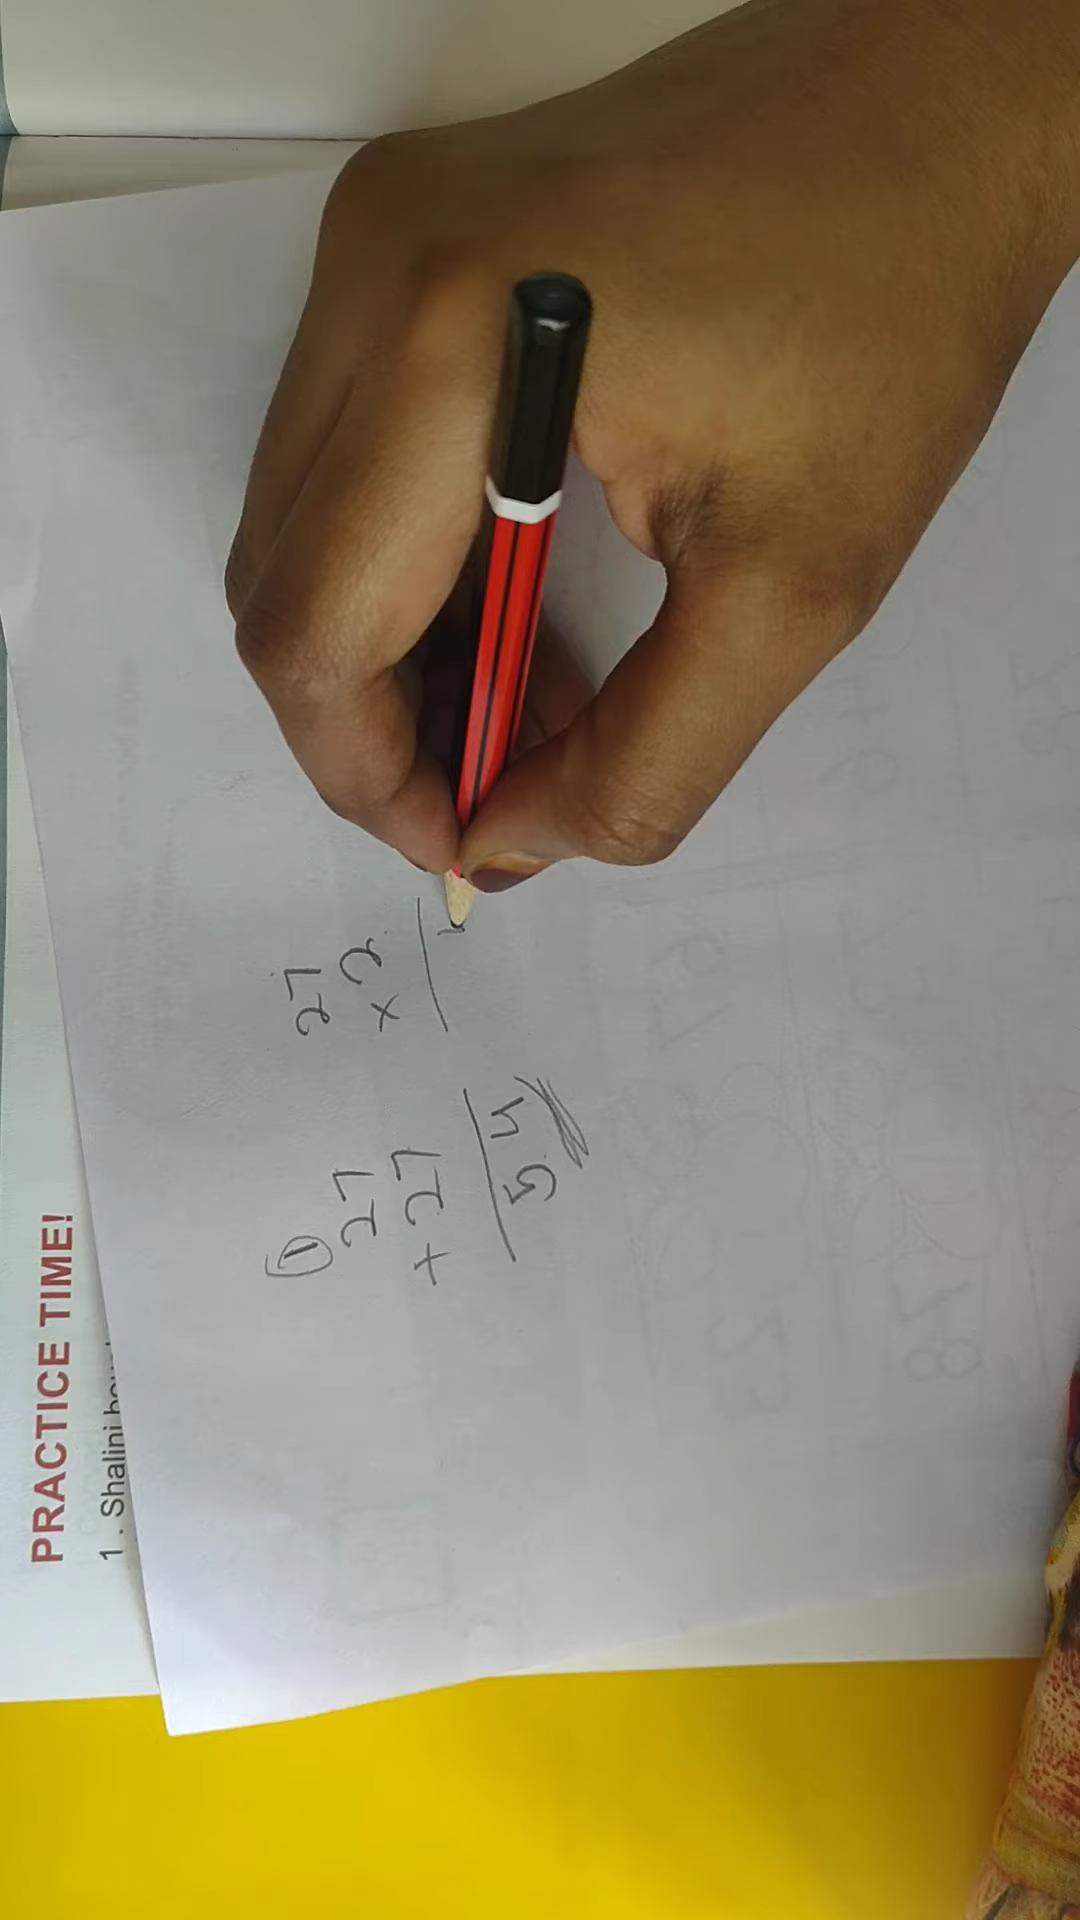 PRACTICE TIME!
1. Shalini
① 27
+ 27
54
27
× 2